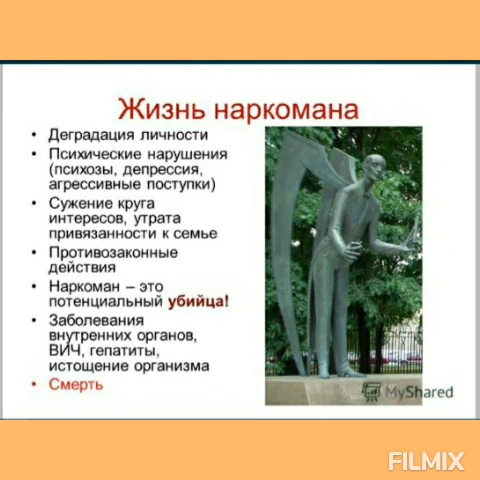 Жизнь наркомана
• Деградация личности
• Психические нарушения
(психозы, депрессия,
агрессивные поступки)
• Сужение круга
интересов, утрата
привязанности к семье
• Противозаконные
действия
• Наркоман – это
потенциальный убийца!
• Заболевания
внутренних органов,
ВИЧ, гепатиты,
истощение организма
• Смерть
MyShared
FILMIX